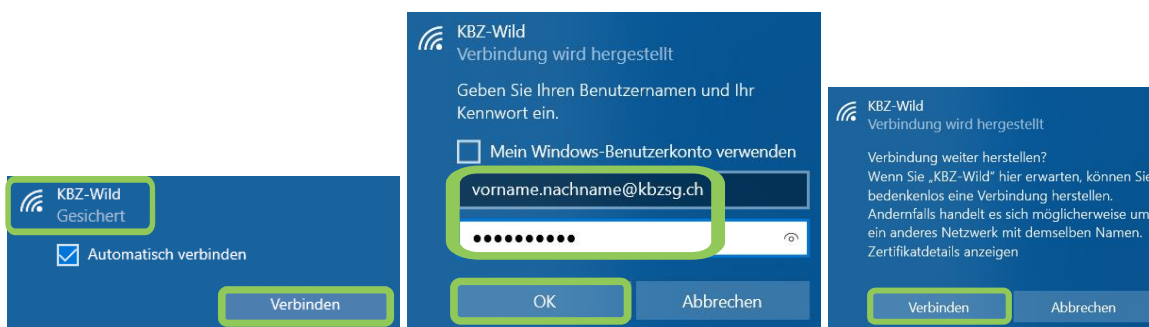 KBZ-Wild
Gesichert
Automatisch verbinden
Verbinden
KBZ-Wild
Verbindung wird hergestellt
Geben Sie Ihren Benutzernamen und Ihr
Kennwort ein.
Mein Windows-Benutzerkonto verwenden
vorname.nachname@kbzsg.ch
●●●●●●●●●●
OK Abbrechen
KBZ-Wild
Verbindung wird hergestellt
Verbindung weiter herstellen?
Wenn Sie „KBZ-Wild" hier erwarten, können Sie
bedenkenlos eine Verbindung herstellen.
Andernfalls handelt es sich möglicherweise um
ein anderes Netzwerk mit demselben Namen.
Zertifikatdetails anzeigen
Verbinden Abbrechen